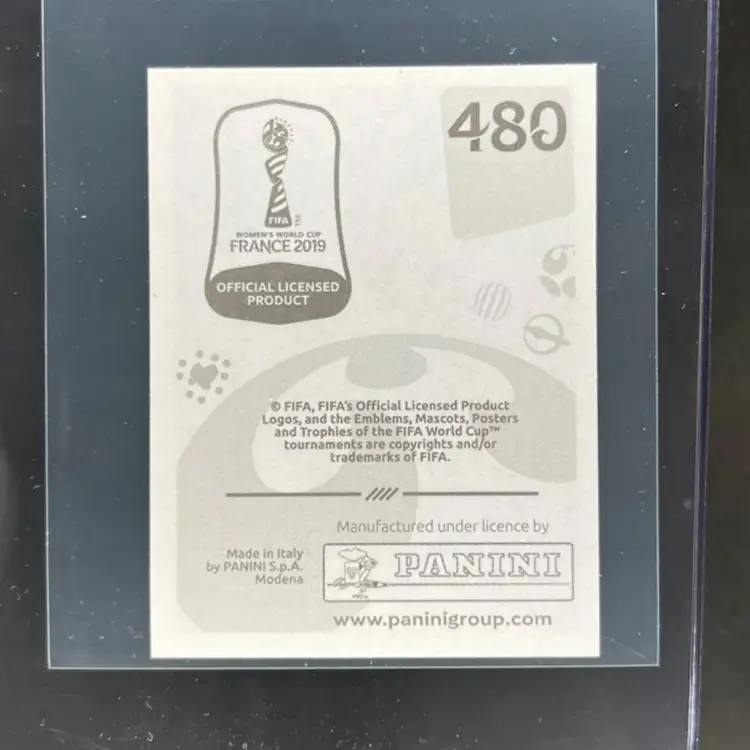 480
FIFA
TM
WOMEN'S WORLD CUP
FRANCE 2019
OFFICIAL LICENSED
PRODUCT
© FIFA, FIFA's Official Licensed Product
Logos, and the Emblems, Mascots, Posters
and Trophies of the FIFA World Cup™
tournaments are copyrights and/or
trademarks of FIFA.
Manufactured under licence by
Made in Italy
by PANINI S.p.A.
Modena
PANINI
www.paninigroup.com